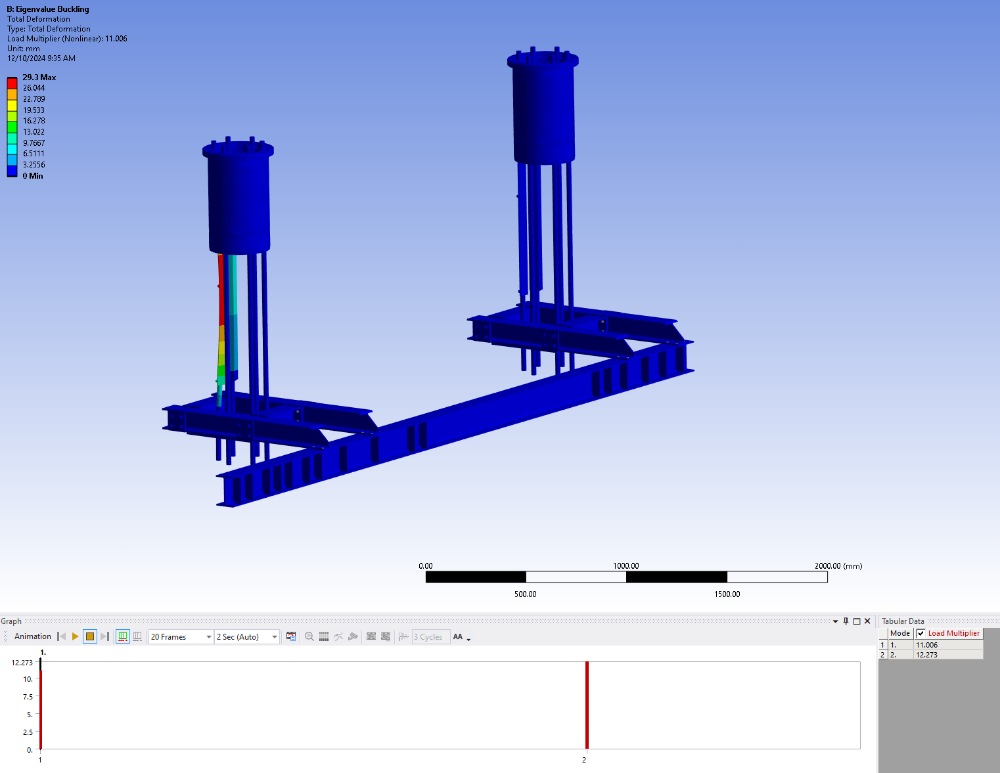 B: Eigenvalue Buckling
Total Deformation
Type: Total Deformation
Load Multiplier (Nonlinear): 11.006
Unit: mm
12/10/2024 9:35 AM
29.3 Max
26.044
22.789
19.533
16.278
13.022
9.7667
6.5111
3.2556
0 Min
0.00 1000.00 2000.00 (mm)
500.00 1500.00
Graph
Animation 20 Frames 2 Sec (Auto) 3 Cycles AA
1.
12.273
10.
7.5
5.
2.5
0.
1 2
Tabular Data
Mode Load Multiplier
1 1. 11.006
2 2. 12.273